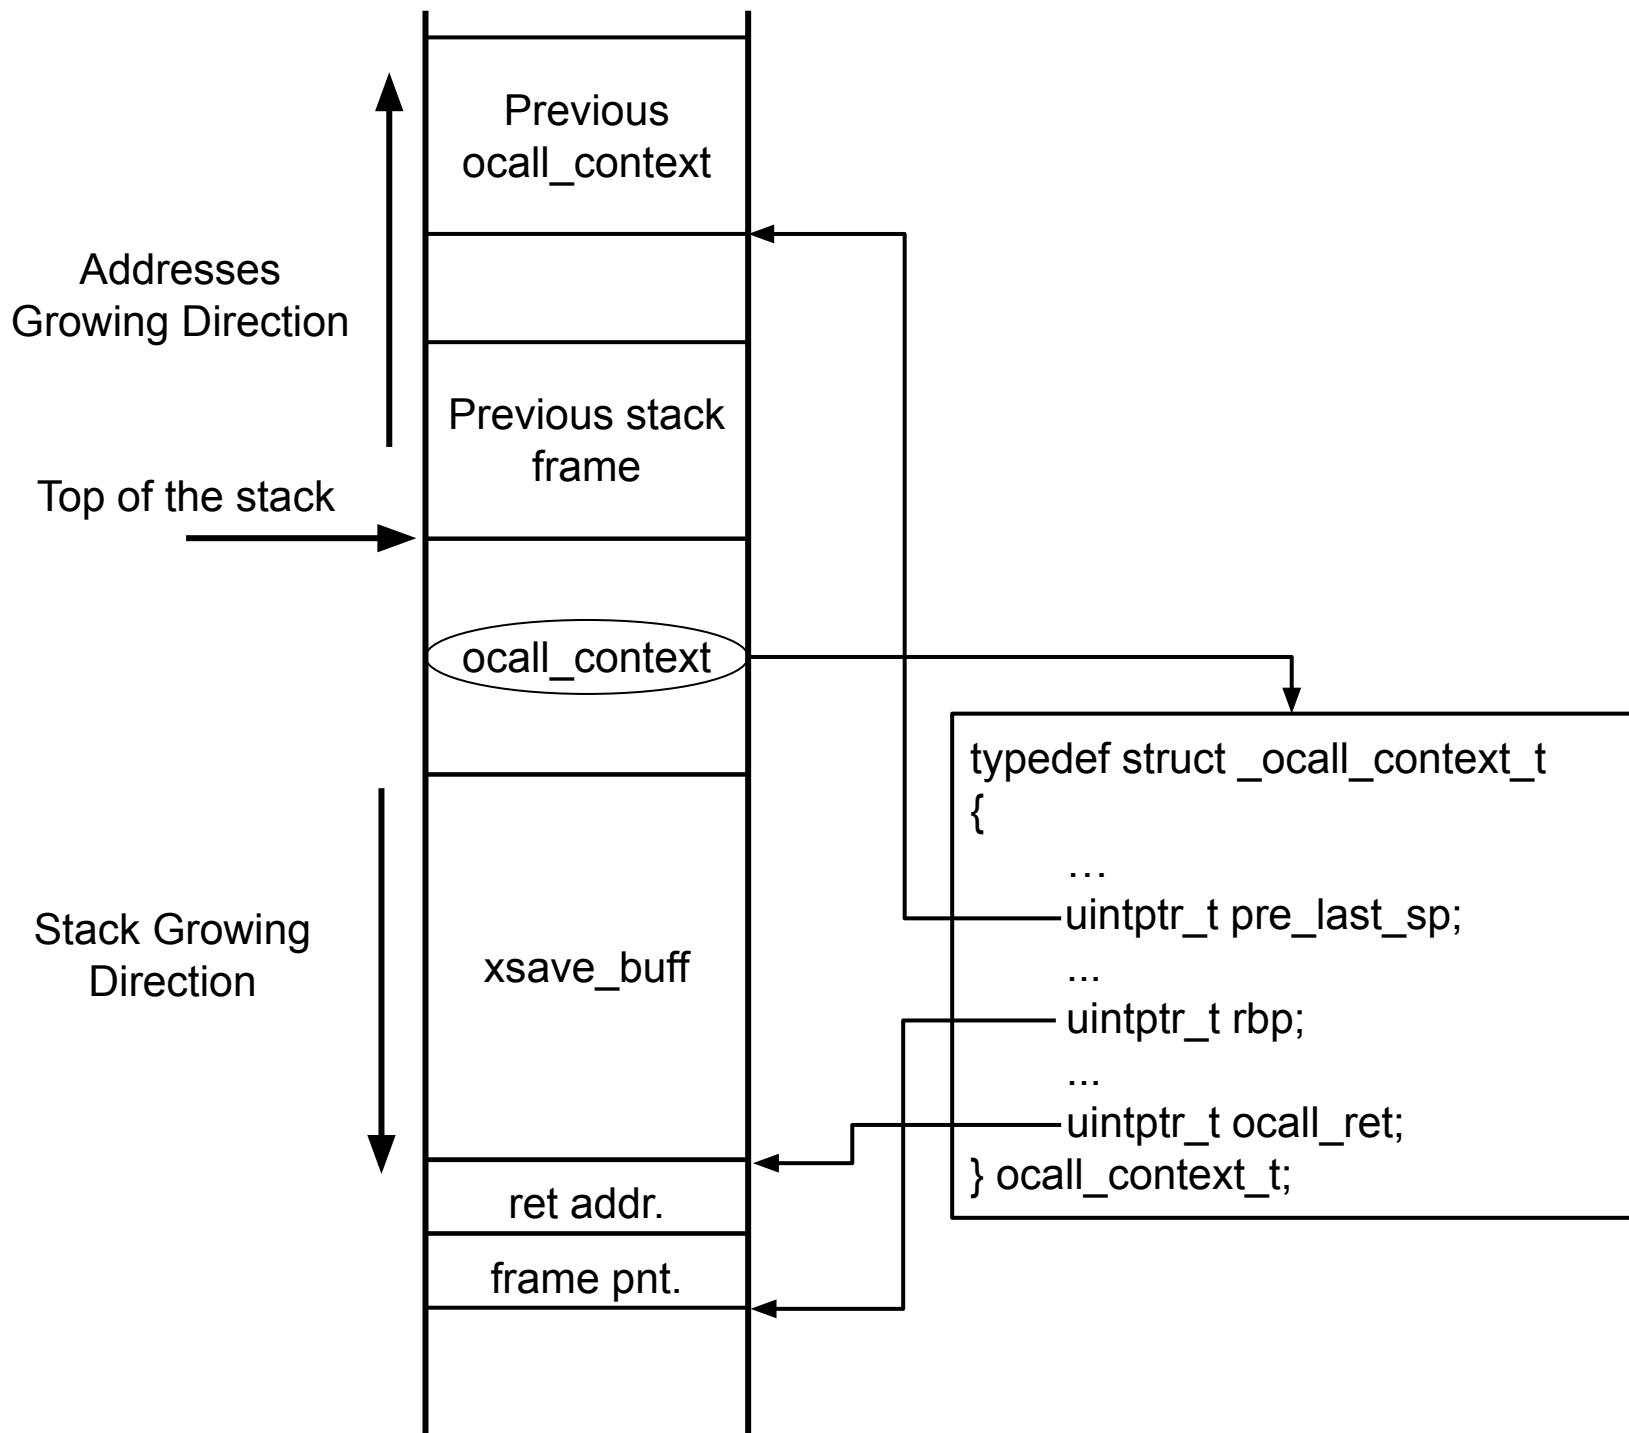 Previous
ocall_context
Addresses
Growing Direction
Previous stack
frame
Top of the stack
ocall_context
typedef struct _ocall_context_t
{
…
uintptr_t pre_last_sp;
...
uintptr_t rbp;
...
uintptr_t ocall_ret;
} ocall_context_t;
Stack Growing
Direction
xsave_buff
ret addr.
frame pnt.